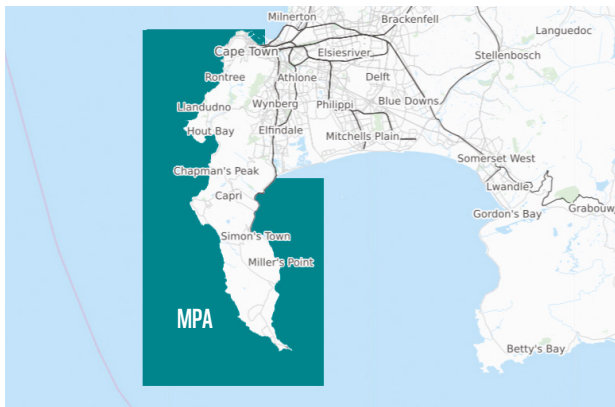 Milnerton
Brackenfell
Languedoc
Cape Town
Elsiesriver
Stellenbosch
Rontree
Athlone
Delft
Llandudno
Wynberg
Philippi
Blue Downs
Hout Bay
Elfindale
Mitchells Plain
Somerset West
Chapman's Peak
Lwandle
Capri
Gordon's Bay
Grabouw
Simon's Town
Miller's Point
MPA
Betty's Bay